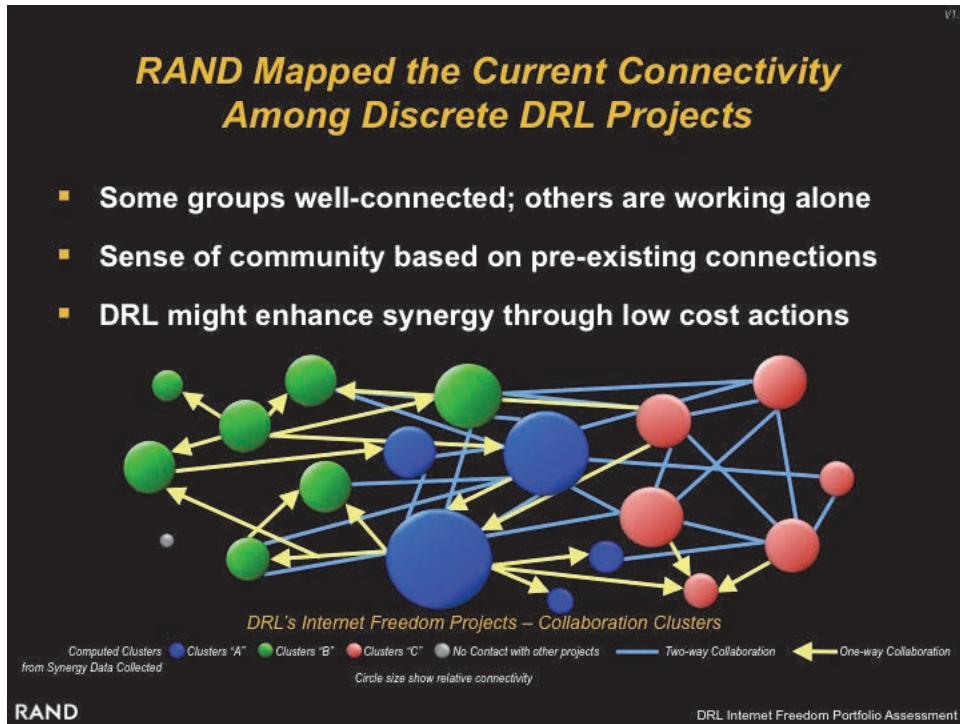 V1.
RAND Mapped the Current Connectivity
Among Discrete DRL Projects
Some groups well-connected; others are working alone
Sense of community based on pre-existing connections
DRL might enhance synergy through low cost actions
DRL's Internet Freedom Projects – Collaboration Clusters
Computed Clusters
from Synergy Data Collected
Clusters "A"
Clusters "B"
Clusters "C"
No Contact with other projects
Two-way Collaboration
One-way Collaboration
Circle size show relative connectivity
RAND
DRL Internet Freedom Portfolio Assessment